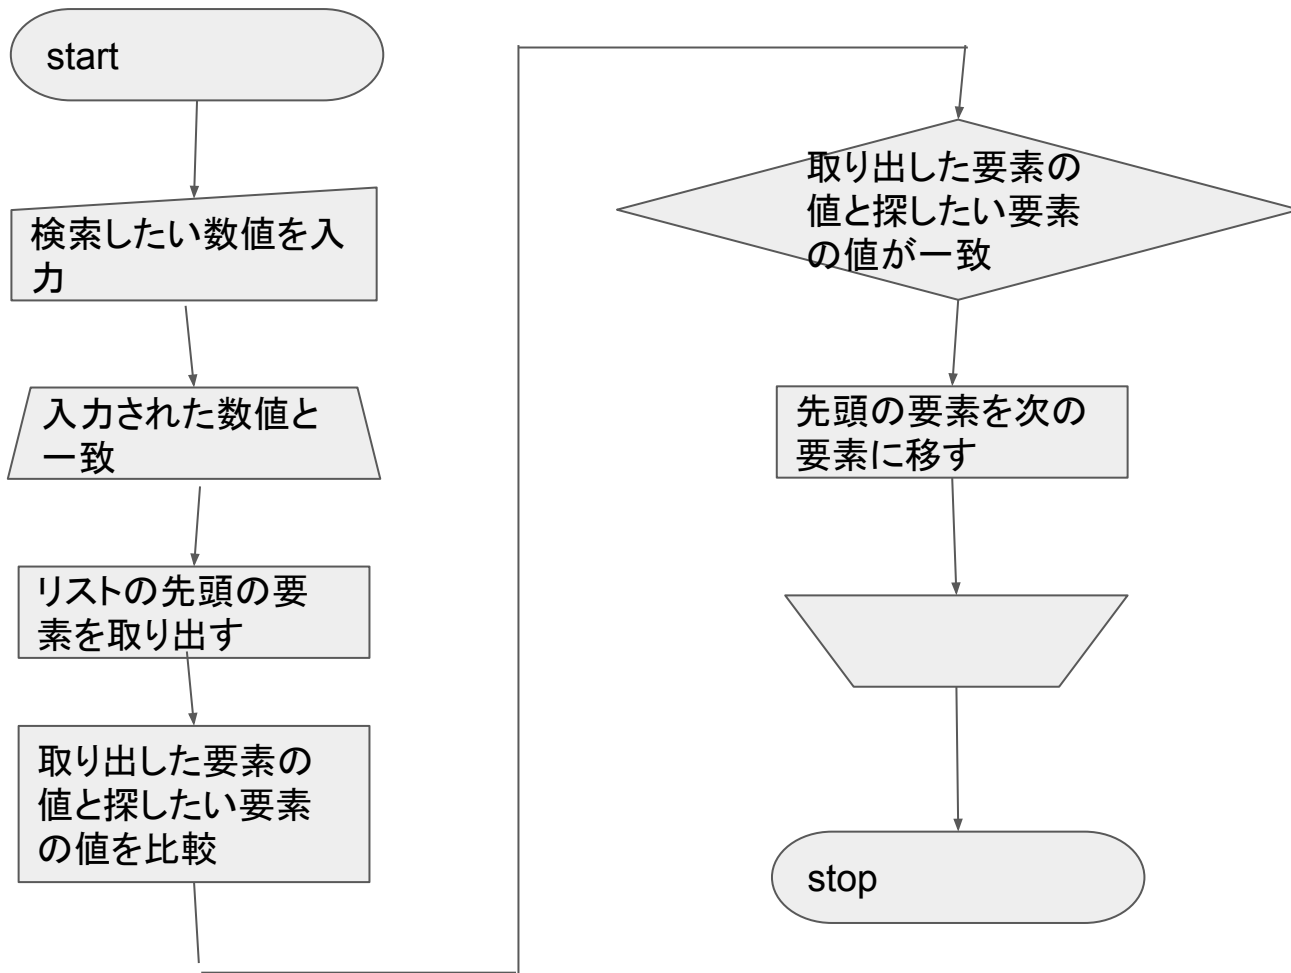 start
検索したい数値を入
力
入力された数値と
一致
リストの先頭の要
素を取り出す
取り出した要素の
値と探したい要素
の値を比較
取り出した要素の
値と探したい要素
の値が一致
先頭の要素を次の
要素に移す
stop